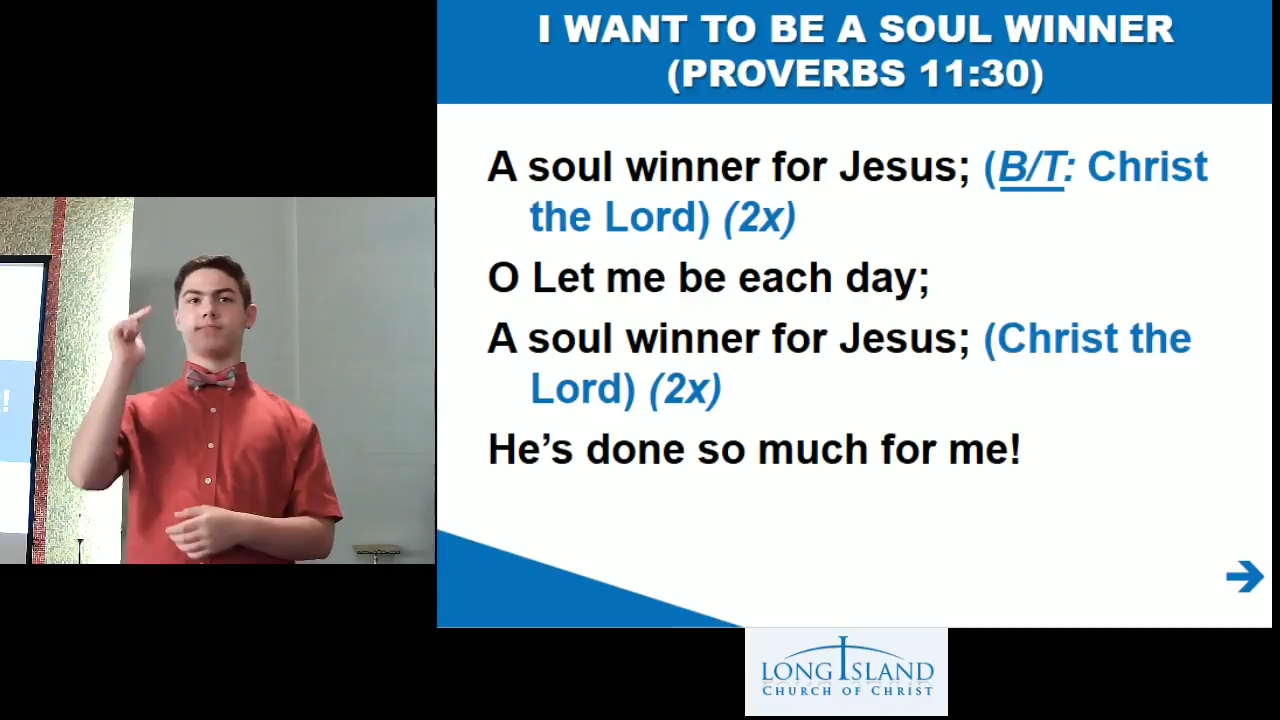 I WANT TO BE A SOUL WINNER
(PROVERBS 11:30)
A soul winner for Jesus; (B/T: Christ
the Lord) (2x)
O Let me be each day;
A soul winner for Jesus; (Christ the
Lord) (2x)
He's done so much for me!
!
LONG ISLAND
CHURCH OF CHRIST